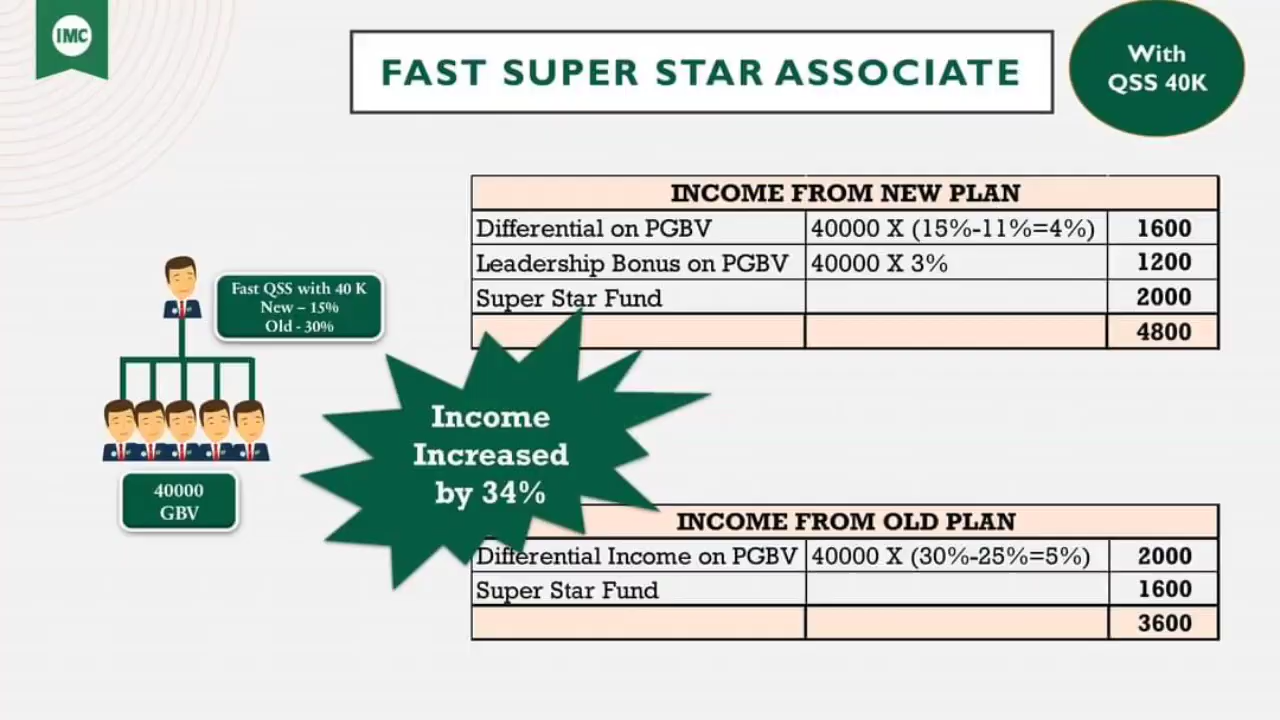 IMC
FAST SUPER STAR ASSOCIATE
With
QSS 40K
INCOME FROM NEW PLAN
Differential on PGBV 40000 X (15%-11%=4%) 1600
Leadership Bonus on PGBV 40000 X 3% 1200
Super Star Fund 2000
4800
Fast QSS with 40 K
New – 15%
Old - 30%
Income
Increased
by 34%
40000
GBV
INCOME FROM OLD PLAN
Differential Income on PGBV 40000 X (30%-25%=5%) 2000
Super Star Fund 1600
3600